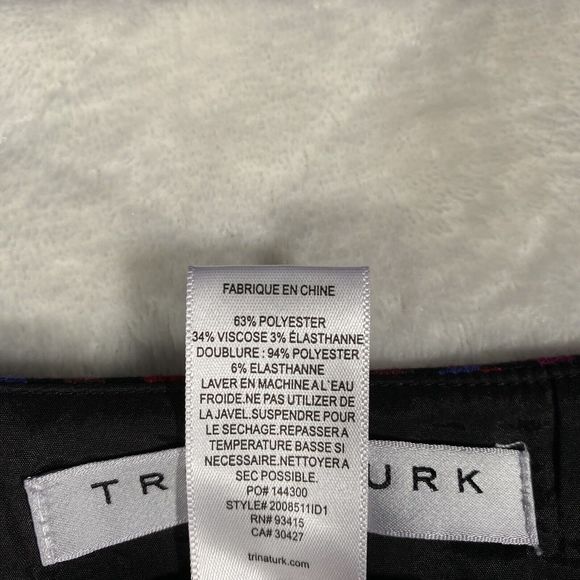 FABRIQUE EN CHINE
63% POLYESTER
34% VISCOSE 3% ÉLASTHANNE
DOUBLURE : 94% POLYESTER
6% ELASTHANNE
LAVER EN MACHINE A L`EAU
FROIDE.NE PAS UTILIZER DE
LA JAVEL.SUSPENDRE POUR
LE SECHAGE.REPASSER A
TEMPERATURE BASSE SI
NECESSAIRE.NETTOYER A
SEC POSSIBLE.
PO# 144300
STYLE# 2008511ID1
RN# 93415
CA# 30427
trinaturk.com
TR URK